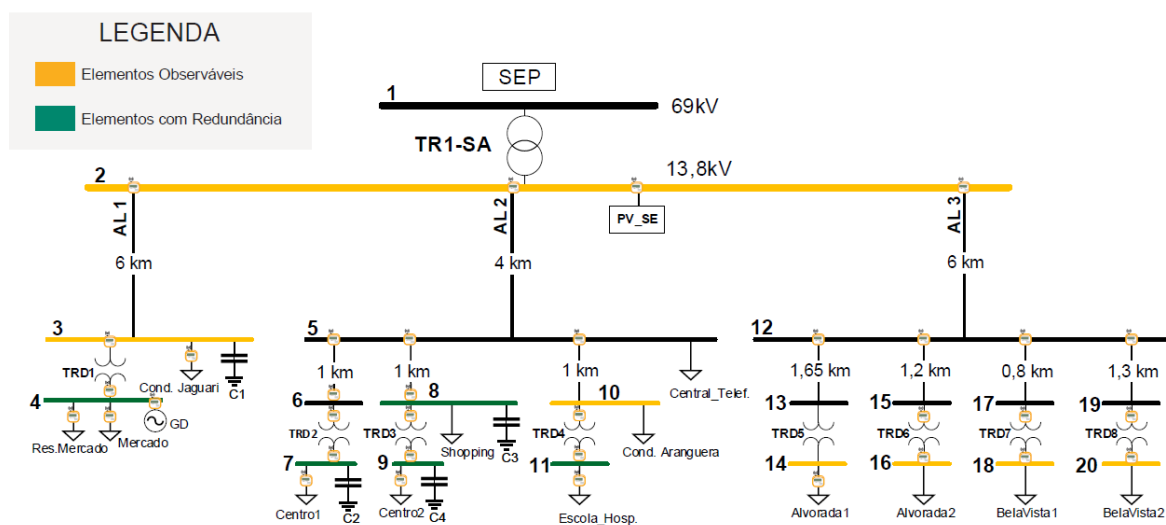 LEGENDA
Elementos Observáveis
Elementos com Redundância
SEP
1
69kV
TR1-SA
2
13,8kV
AL 1
AL 2
PV_SE
AL 3
6 km
4 km
6 km
3
5
12
TRD1
Cond. Jaguari
C1
1 km
1 km
1 km
Central_Telef.
1,65 km
1,2 km
0,8 km
1,3 km
4
GD
Res.Mercado
Mercado
6
8
10
13
15
17
19
TRD2
TRD3
Shopping
C3
TRD4
Cond. Aranguera
TRD5
TRD6
TRD7
TRD8
7
9
11
14
16
18
20
Centro1
C2
Centro2
C4
Escola_Hosp.
Alvorada1
Alvorada2
BelaVista1
BelaVista2